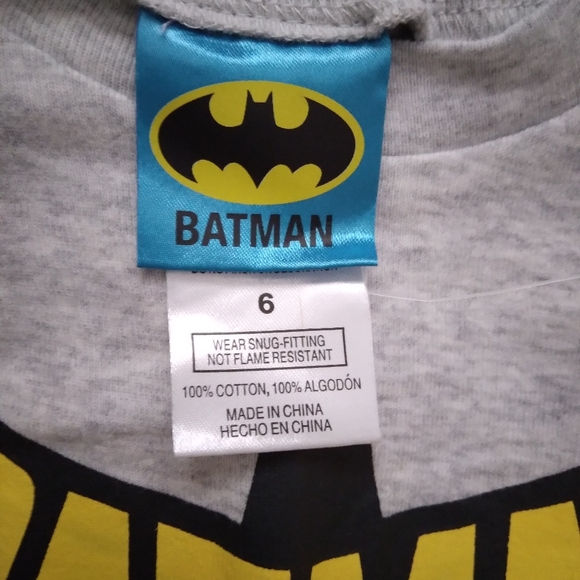 BATMAN
6
WEAR SNUG-FITTING
NOT FLAME RESISTANT
100% COTTON, 100% ALGODÓN
MADE IN CHINA
HECHO EN CHINA